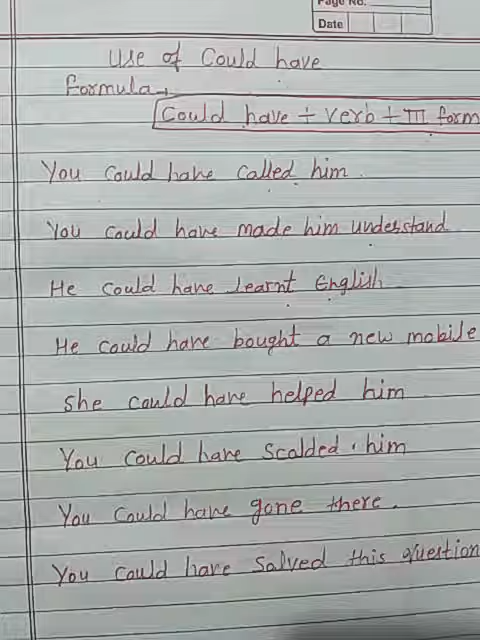 Page No.
Date
Use of Could have
Formula →
Could have + verb + III form
You could have called him.
You could have made him understand
He could have learnt English
He could have bought a new mobile
She could have helped him
You could have scolded him
You could have gone there.
You could have solved this question